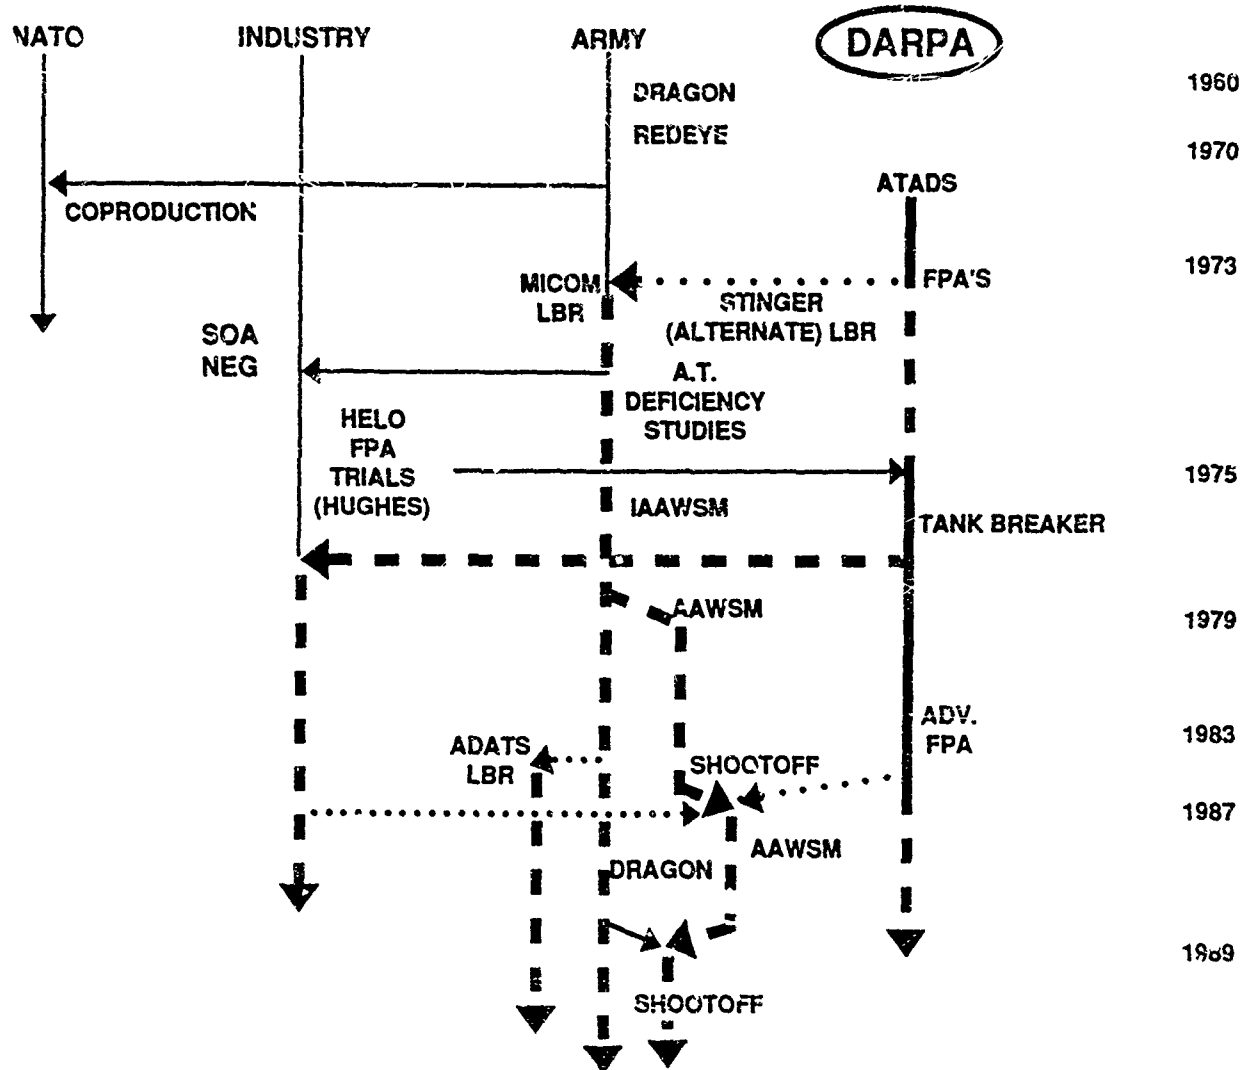 NATO
INDUSTRY
ARMY
DARPA
1960
DRAGON
REDEYE
1970
ATADS
COPRODUCTION
1973
FPA'S
MICOM
LBR
STINGER
(ALTERNATE) LBR
SOA
NEG
A.T.
DEFICIENCY
STUDIES
HELO
FPA
TRIALS
(HUGHES)
1975
IAAWSM
TANK BREAKER
AAWSM
1979
ADV.
FPA
1983
ADATS
LBR
SHOOTOFF
1987
AAWSM
DRAGON
1989
SHOOTOFF